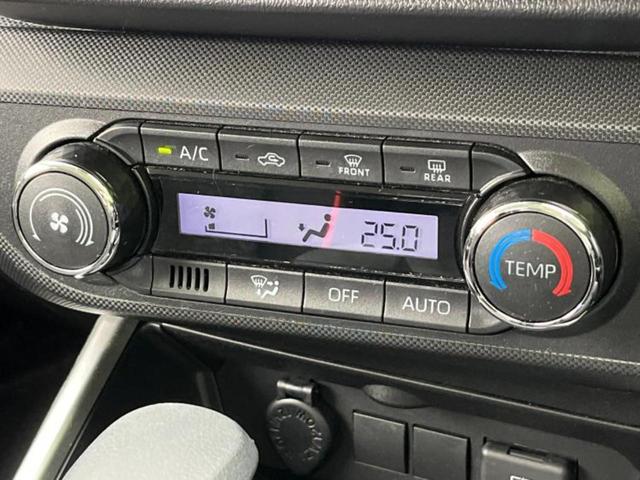 A/C
FRONT
REAR
25.0
TEMP
OFF
AUTO